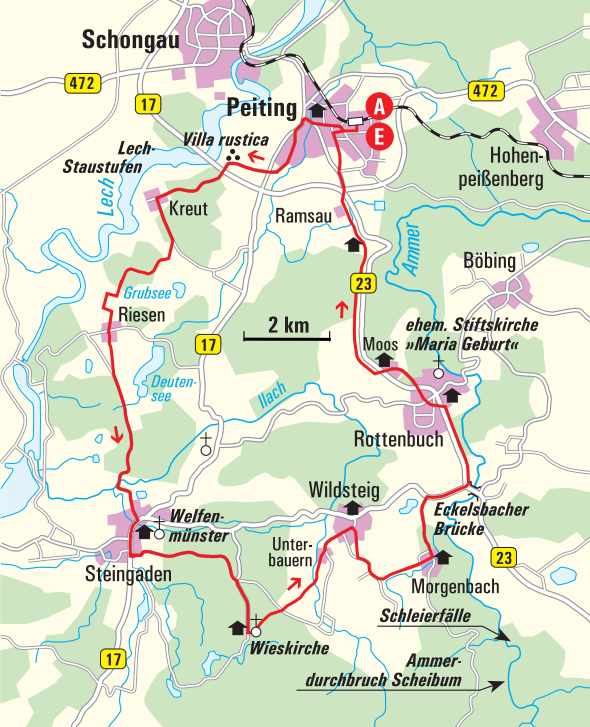 Schongau
472
17
Peiting
A
472
E
Villa rustica
Lech-
Staustufen
Hohen-
peißenberg
Lech
Kreut
Ramsau
Ammer
Böbing
23
Grubsee
Riesen
2 km
ehem. Stiftskirche
»Maria Geburt«
17
Moos
Deuten-
see
Ilach
Rottenbuch
Wildsteig
Eckelsbacher
Brücke
Welfen-
münster
Unter-
bauern
23
Steingaden
Morgenbach
Schleierfälle
Wieskirche
17
Ammer-
durchbruch Scheibum